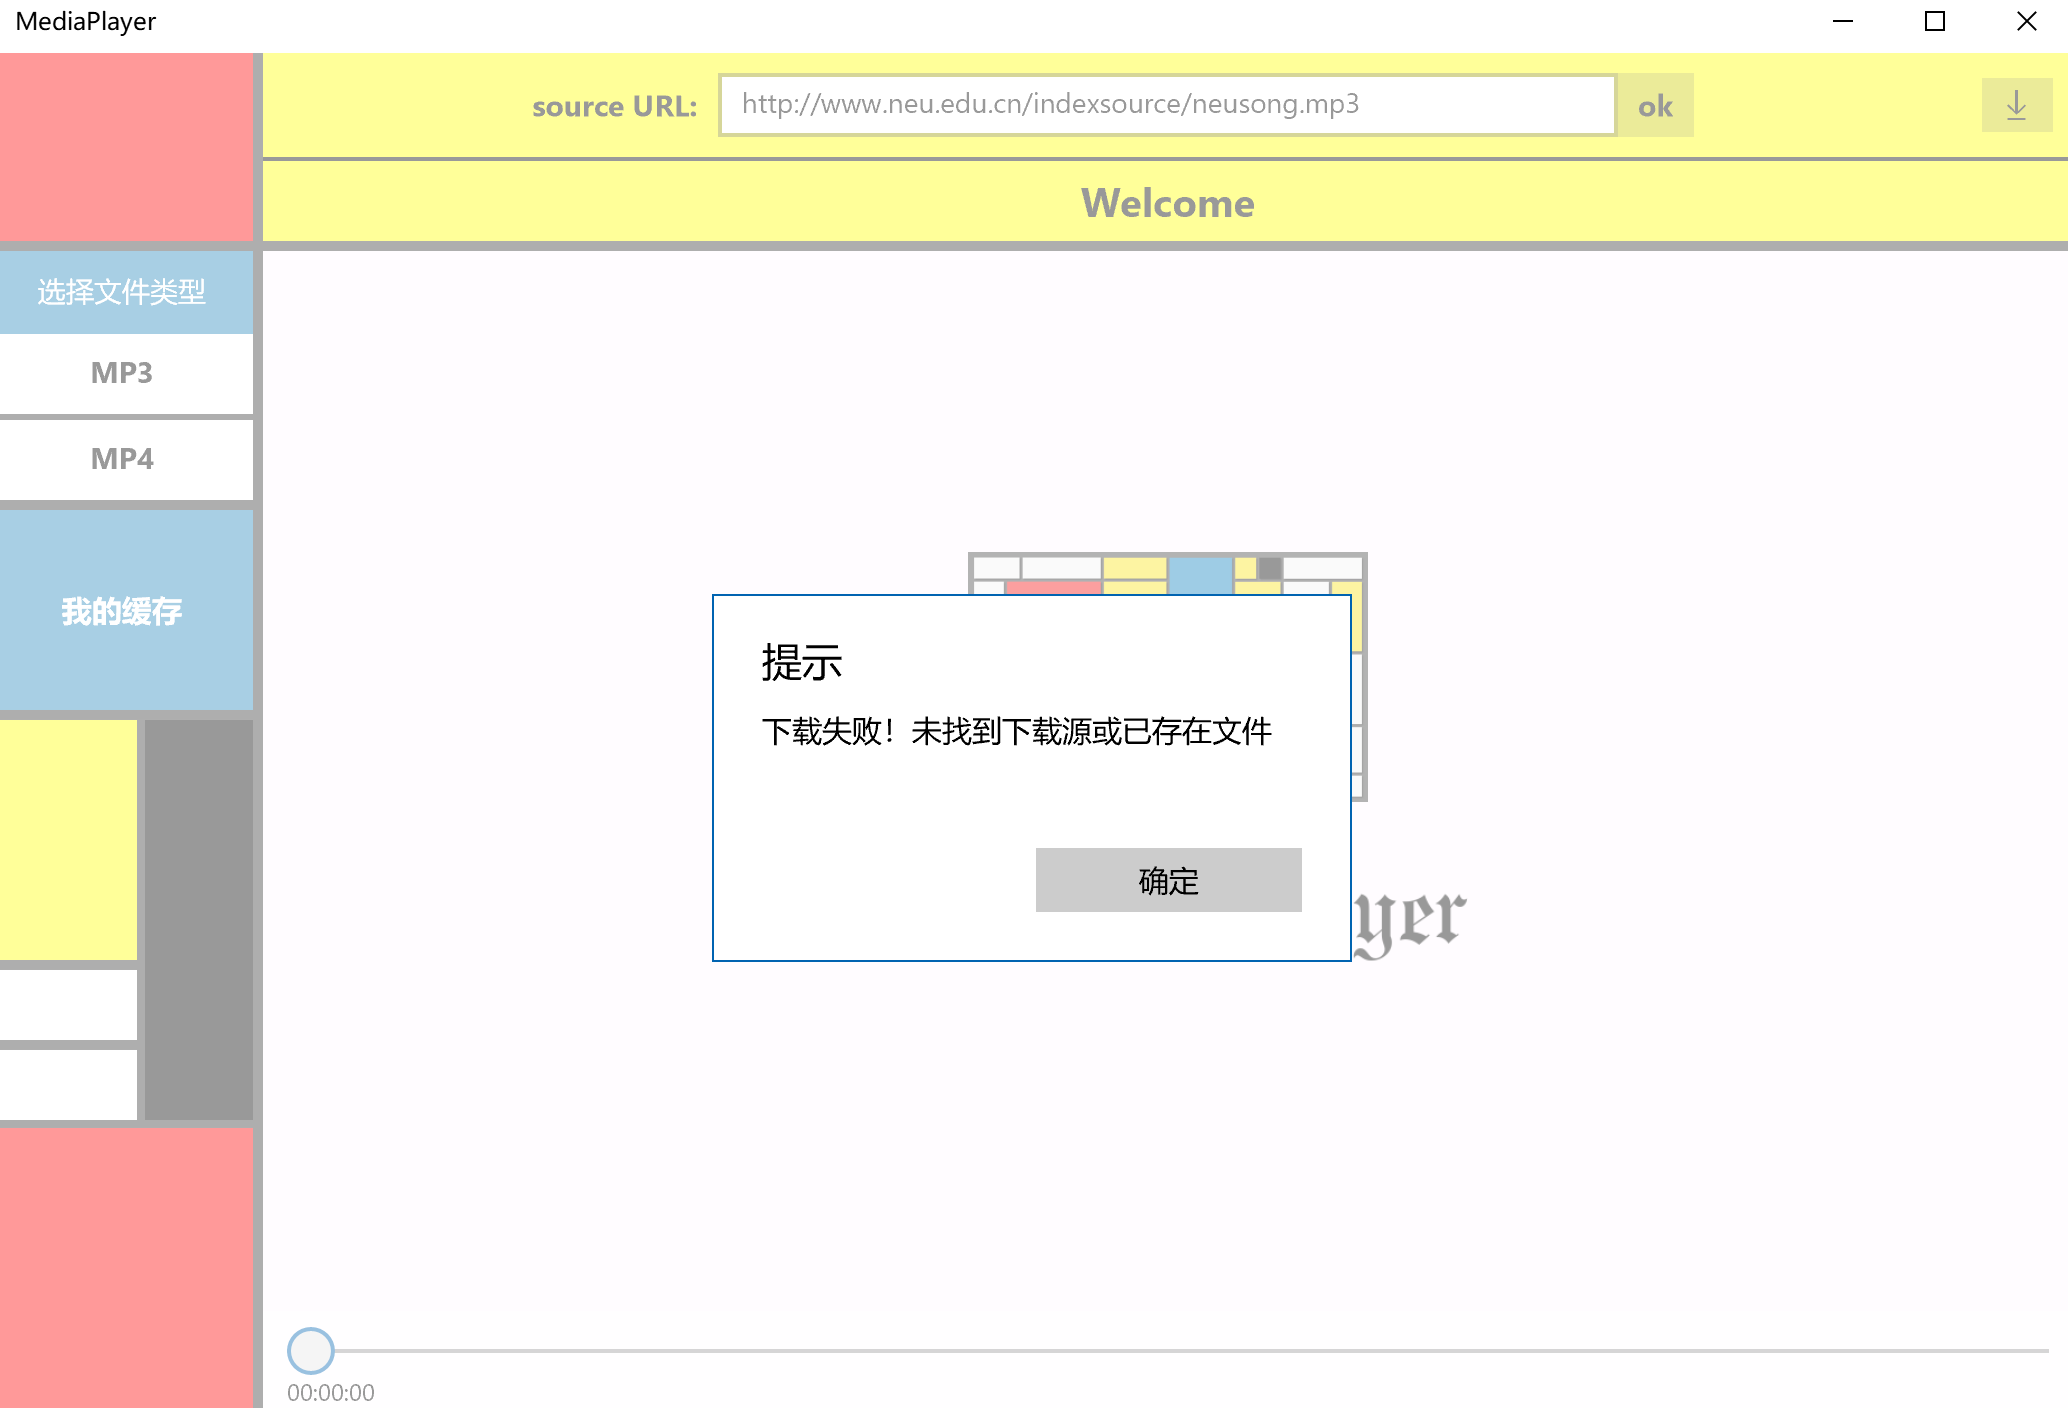 MediaPlayer
source URL: http://www.neu.edu.cn/indexsource/neusong.mp3 ok
Welcome
选择文件类型
MP3
MP4
我的缓存
提示
下载失败！未找到下载源或已存在文件
确定
yer
00:00:00